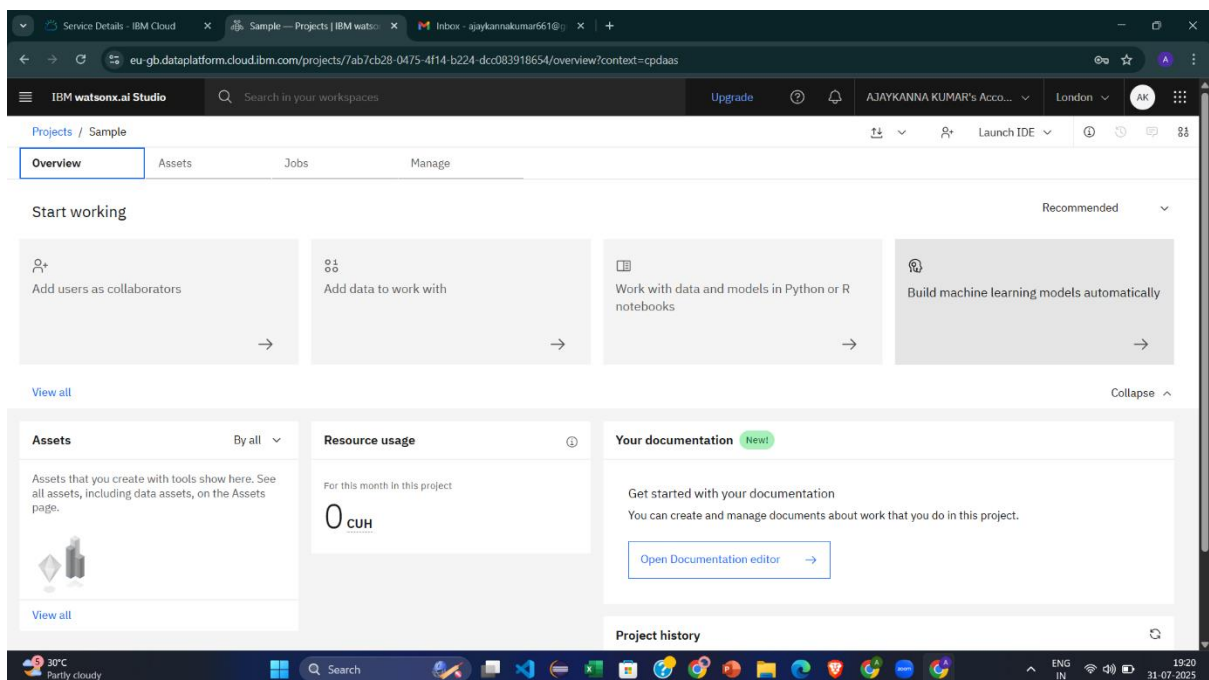 Service Details - IBM Cloud
Sample — Projects | IBM watso
Inbox - ajaykannakumar661@g
eu-gb.dataplatform.cloud.ibm.com/projects/7ab7cb28-0475-4f14-b224-dcc083918654/overview?context=cpdaas
A
IBM watsonx.ai Studio
Search in your workspaces
Upgrade
AJAYKANNA KUMAR's Acco...
London
AK
Projects / Sample
Launch IDE
Overview
Assets
Jobs
Manage
Start working
Recommended
Add users as collaborators
Add data to work with
Work with data and models in Python or R
notebooks
Build machine learning models automatically
View all
Collapse
Assets
By all
Resource usage
Your documentation New!
Assets that you create with tools show here. See
all assets, including data assets, on the Assets
page.
For this month in this project
0 CUH
Get started with your documentation
You can create and manage documents about work that you do in this project.
Open Documentation editor
View all
Project history
5
30°C
Partly cloudy
Search
zoom
ENG
IN
19:20
31-07-2025